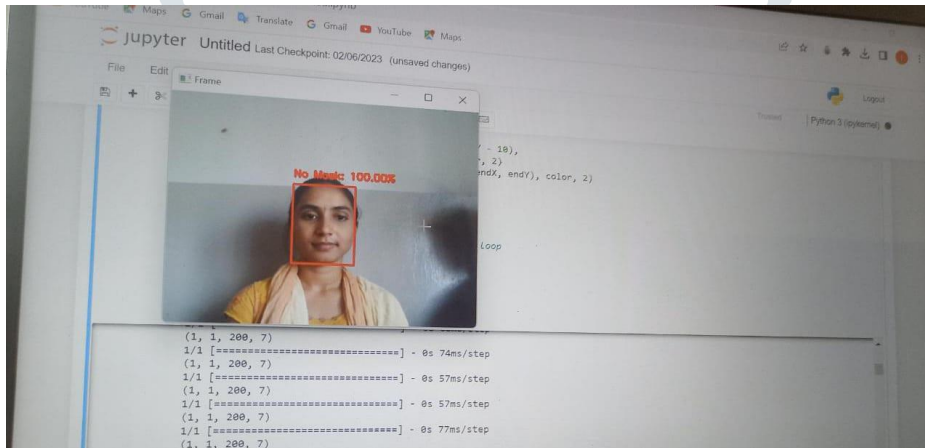 Maps Gmail Translate Gmail YouTube Maps
jupyter Untitled Last Checkpoint: 02/06/2023 (unsaved changes)
Logout
File Edit
Trusted Python 3 (ipykernel)
Frame
- 10),
, 2)
endX, endY), color, 2)
No Mask: 100.00%
loop
(1, 1, 200, 7)
1/1 [==============================] - 0s 74ms/step
(1, 1, 200, 7)
1/1 [==============================] - 0s 57ms/step
(1, 1, 200, 7)
1/1 [==============================] - 0s 57ms/step
(1, 1, 200, 7)
1/1 [==============================] - 0s 77ms/step
(1, 1, 200, 7)